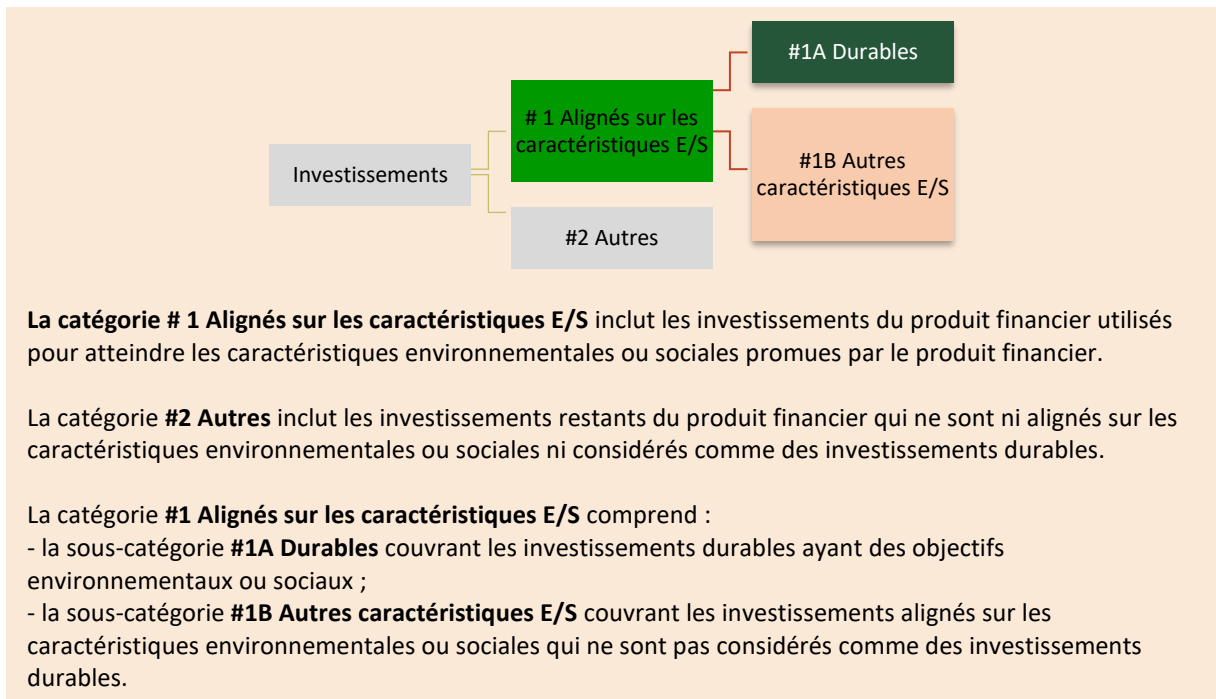 #1A Durables
# 1 Alignés sur les
caractéristiques E/S
#1B Autres
caractéristiques E/S
Investissements
#2 Autres
La catégorie # 1 Alignés sur les caractéristiques E/S inclut les investissements du produit financier utilisés
pour atteindre les caractéristiques environnementales ou sociales promues par le produit financier.
La catégorie #2 Autres inclut les investissements restants du produit financier qui ne sont ni alignés sur les
caractéristiques environnementales ou sociales ni considérés comme des investissements durables.
La catégorie #1 Alignés sur les caractéristiques E/S comprend :
- la sous-catégorie #1A Durables couvrant les investissements durables ayant des objectifs
environnementaux ou sociaux ;
- la sous-catégorie #1B Autres caractéristiques E/S couvrant les investissements alignés sur les
caractéristiques environnementales ou sociales qui ne sont pas considérés comme des investissements
durables.